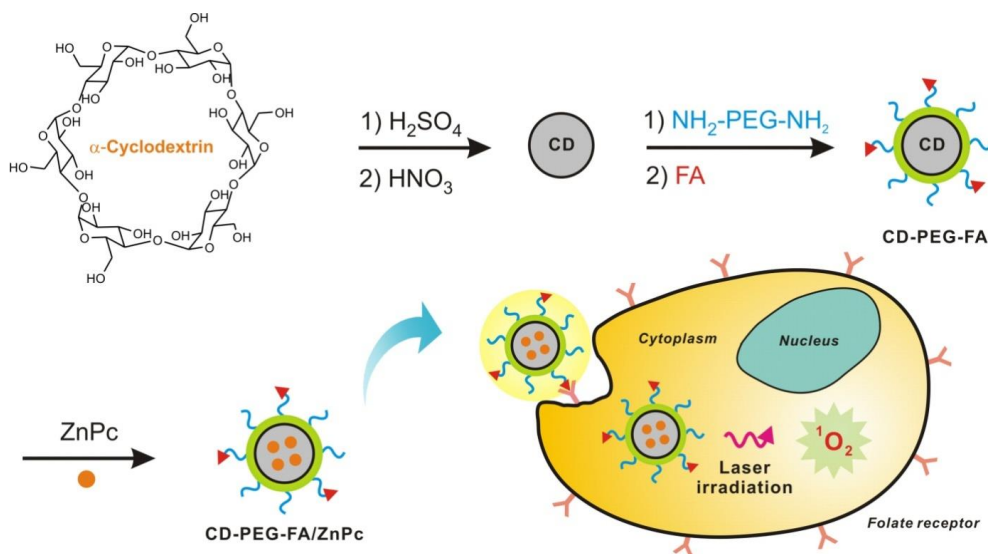 OH
HO
O
O
O
OH
OH
OH
HO
O
O
HO
OH
OH
O
HO
α-Cyclodextrin
O
OH
HO
O
OH
O
OH
OH
OH
OH
O
OH
O
O
OH
HO
1) H₂SO₄
2) HNO₃
CD
1) NH₂-PEG-NH₂
2) FA
CD
CD-PEG-FA
ZnPc
CD-PEG-FA/ZnPc
Cytoplasm
Nucleus
Laser
irradiation
¹O₂
Folate receptor